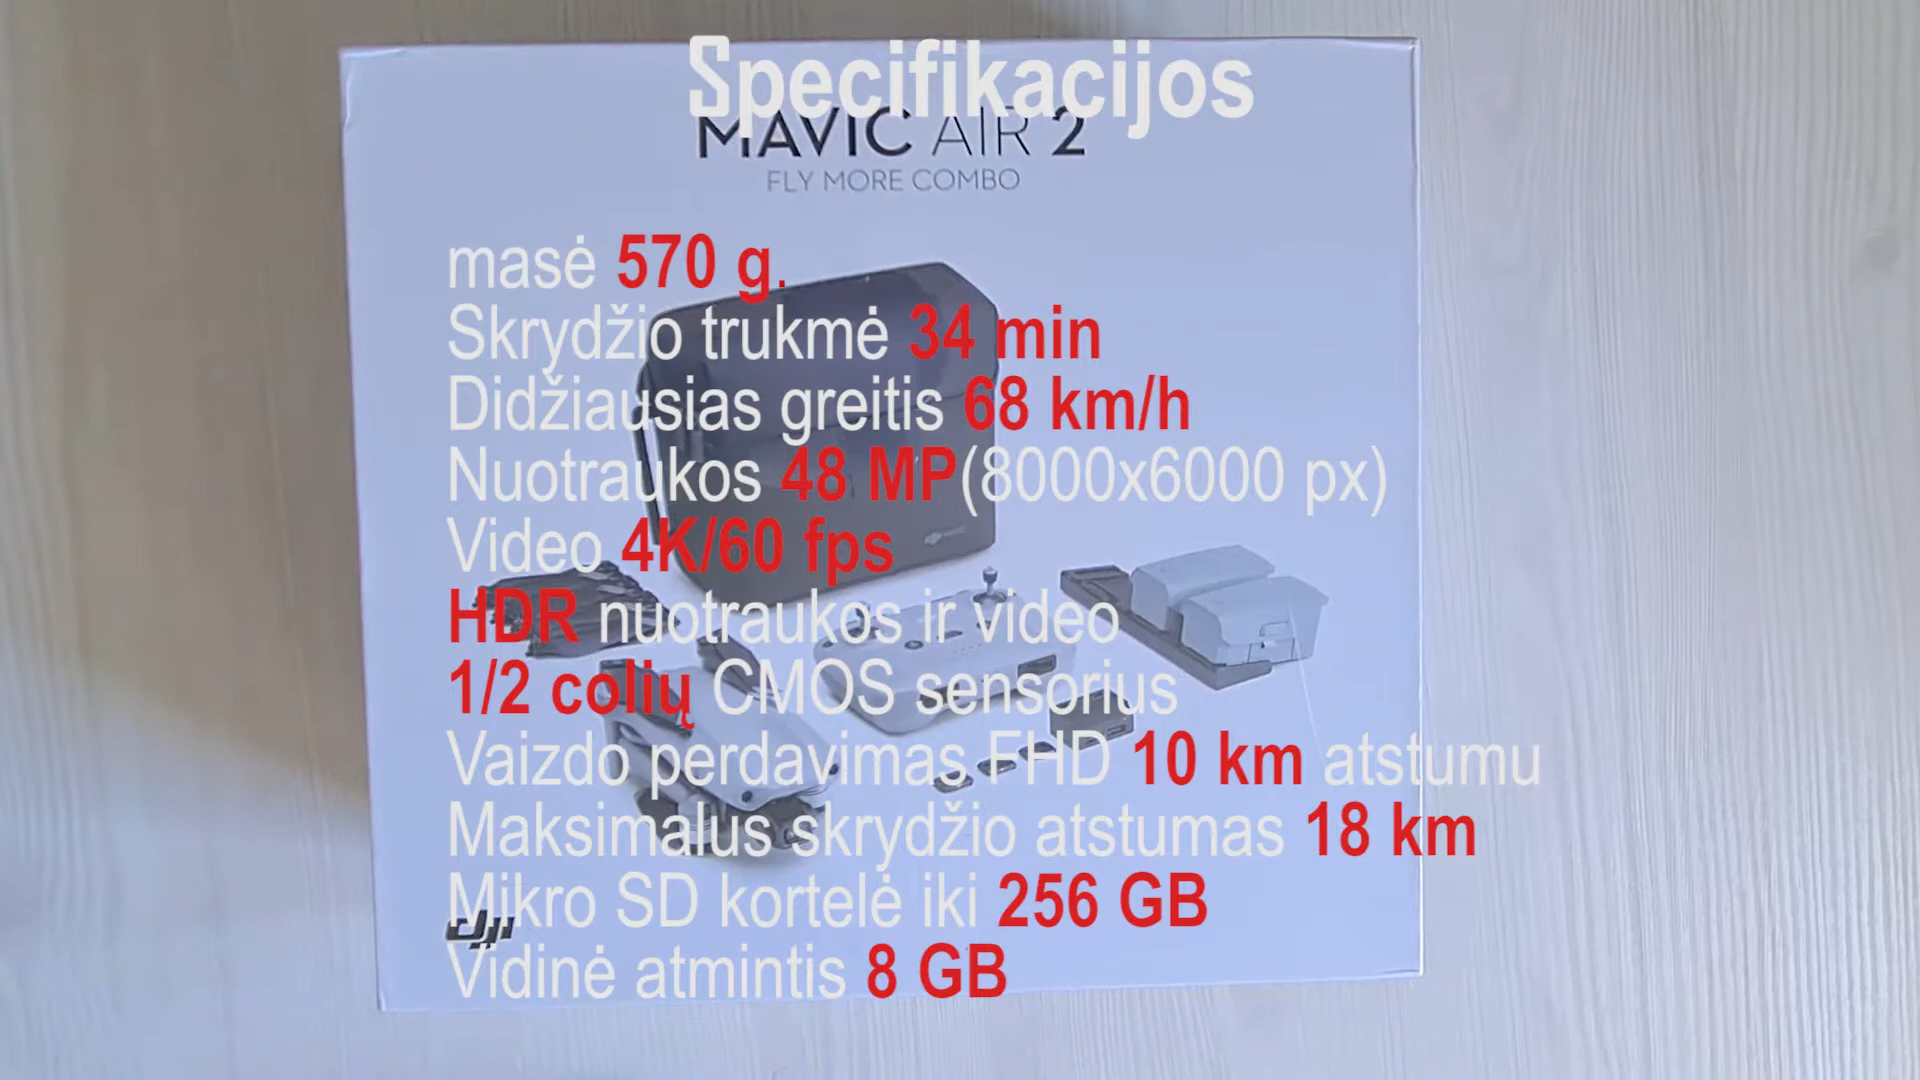 Specifikacijos
MAVIC AIR 2
FLY MORE COMBO
masė 570 g.
Skrydžio trukmė 34 min
Didžiausias greitis 68 km/h
Nuotraukos 48 MP(8000x6000 px)
Video 4K/60 fps
HDR nuotraukos ir video
1/2 colių CMOS sensorius
Vaizdo perdavimas FHD 10 km atstumu
Maksimalus skrydžio atstumas 18 km
Mikro SD kortelė iki 256 GB
dji
Vidinė atmintis 8 GB